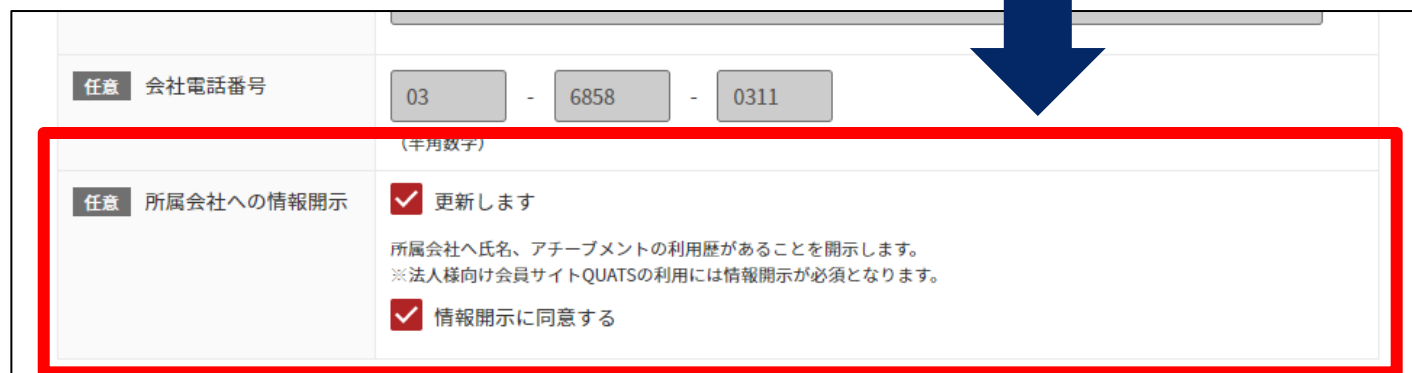 任意 会社電話番号 03 - 6858 - 0311
(半角数字)
任意 所属会社への情報開示 更新します
所属会社へ氏名、アチーブメントの利用歴があることを開示します。
※法人様向け会員サイトQUATSの利用には情報開示が必須となります。
情報開示に同意する